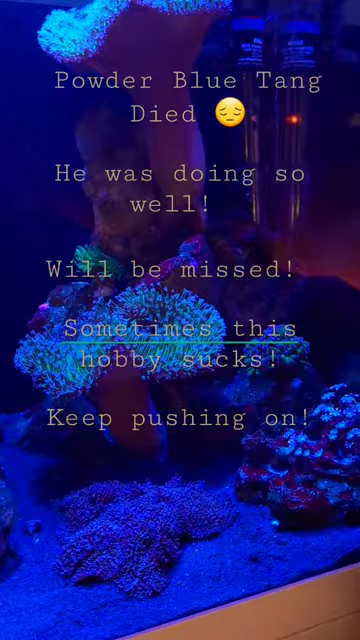 Powder Blue Tang
Died 😔
He was doing so
well!
Will be missed!
Sometimes this
hobby sucks!
Keep pushing on!